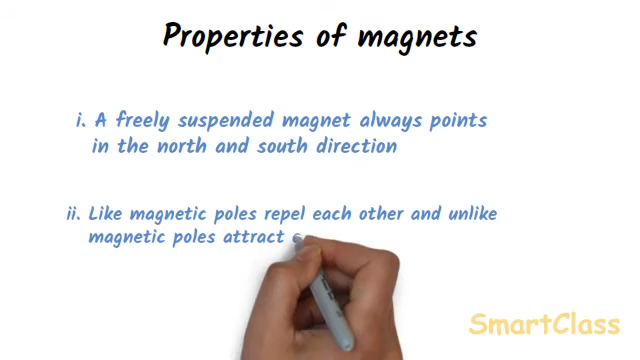 Properties of magnets
i. A freely suspended magnet always points
in the north and south direction
ii. Like magnetic poles repel each other and unlike
magnetic poles attract
SmartClass